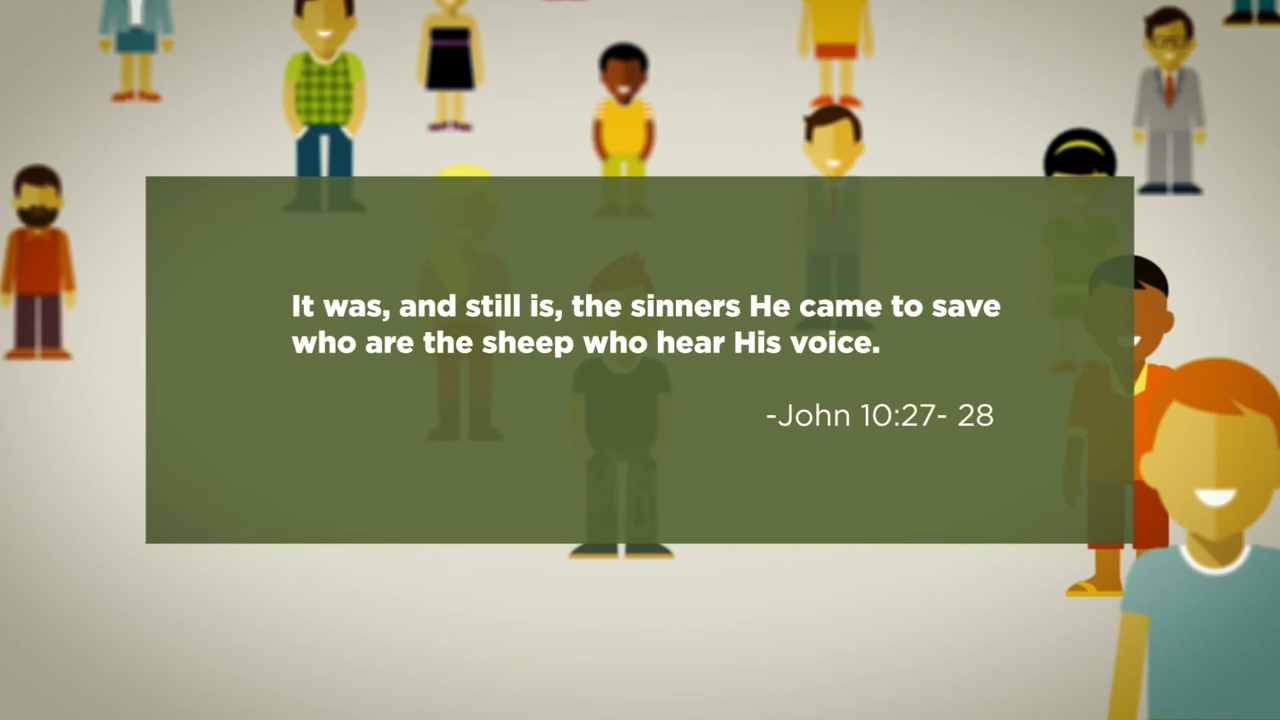 It was, and still is, the sinners He came to save
who are the sheep who hear His voice.
-John 10:27- 28